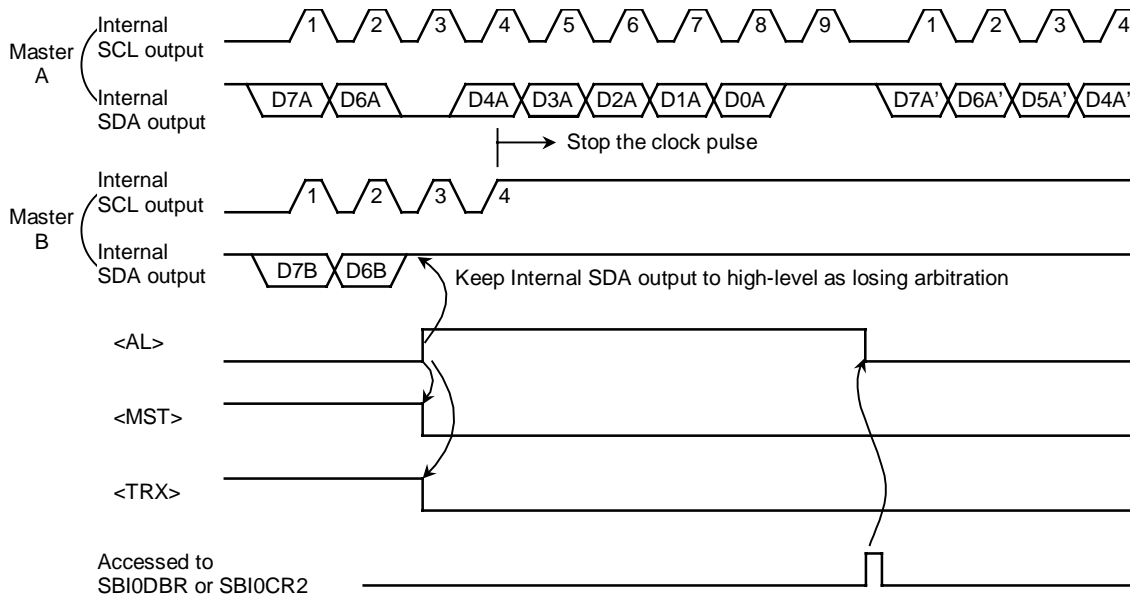 Master A
Internal SCL output
1 2 3 4 5 6 7 8 9 1 2 3 4
Internal SDA output
D7A D6A D4A D3A D2A D1A D0A D7A' D6A' D5A' D4A'
Stop the clock pulse
Master B
Internal SCL output
1 2 3 4
Internal SDA output
D7B D6B
Keep Internal SDA output to high-level as losing arbitration
<AL>
<MST>
<TRX>
Accessed to
SBI0DBR or SBI0CR2